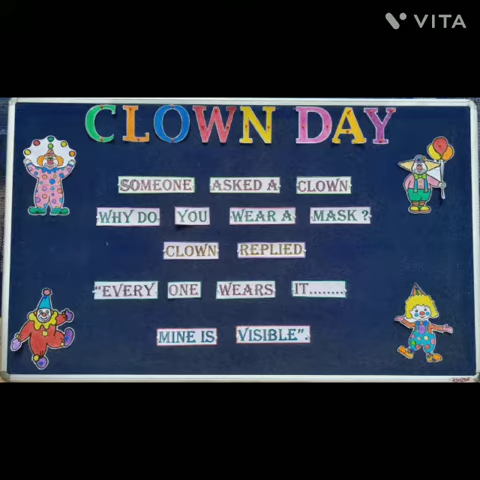 VITA
CLOWN DAY
SOMEONE ASKED A CLOWN
WHY DO YOU WEAR A MASK ?
CLOWN REPLIED
"EVERY ONE WEARS IT........
MINE IS VISIBLE".